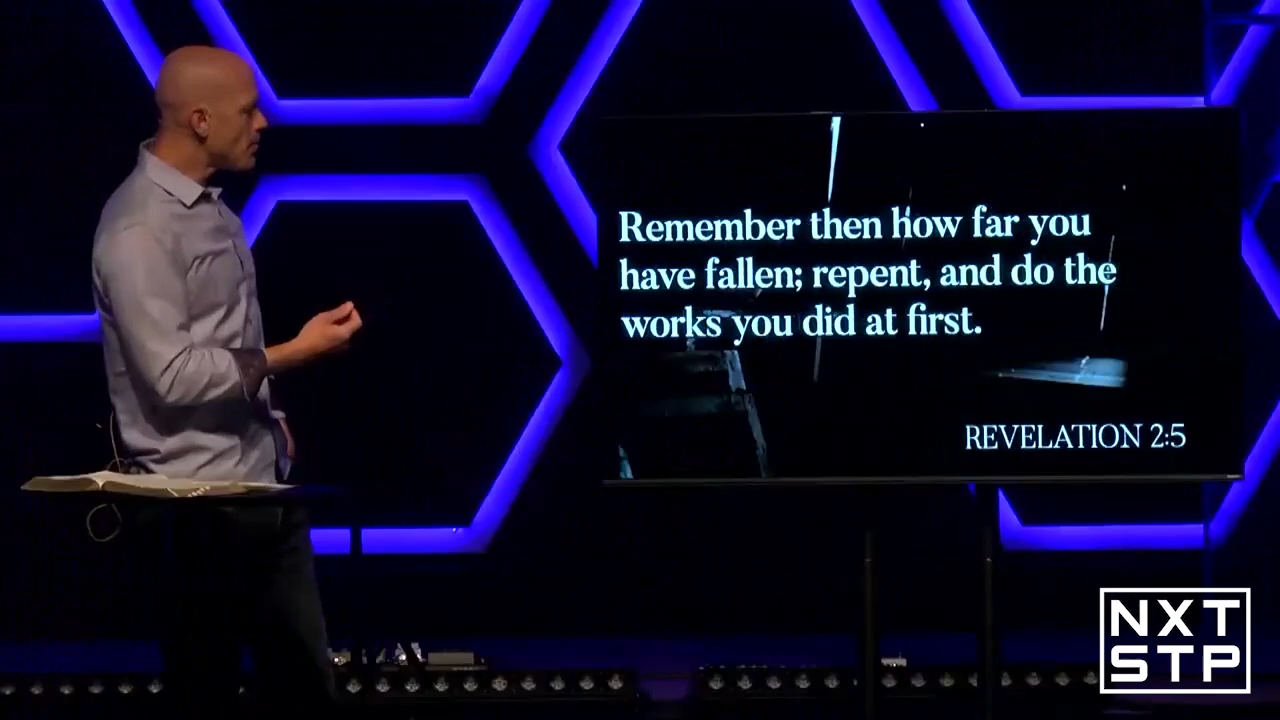 Remember then how far you
have fallen; repent, and do the
works you did at first.
REVELATION 2:5
NXT
STP